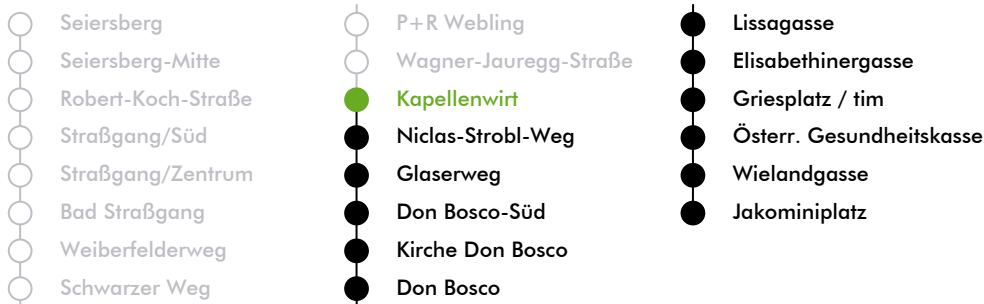 Seiersberg
Seiersberg-Mitte
Robert-Koch-Straße
Straßgang/Süd
Straßgang/Zentrum
Bad Straßgang
Weiberfelderweg
Schwarzer Weg
P+R Webling
Wagner-Jauregg-Straße
Kapellenwirt
Niclas-Strobl-Weg
Glaserweg
Don Bosco-Süd
Kirche Don Bosco
Don Bosco
Lissagasse
Elisabethinergasse
Griesplatz / tim
Österr. Gesundheitskasse
Wielandgasse
Jakominiplatz